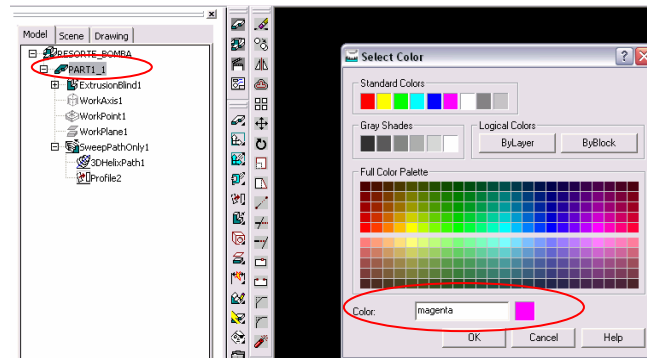 Model Scene Drawing
RESORTE_BOMBA
PART1_1
ExtrusionBlind1
WorkAxis1
WorkPoint1
WorkPlane1
SweepPathOnly1
3DHelixPath1
Profile2
Select Color
Standard Colors
Gray Shades
Logical Colors
ByLayer ByBlock
Full Color Palette
Color: magenta
OK Cancel Help